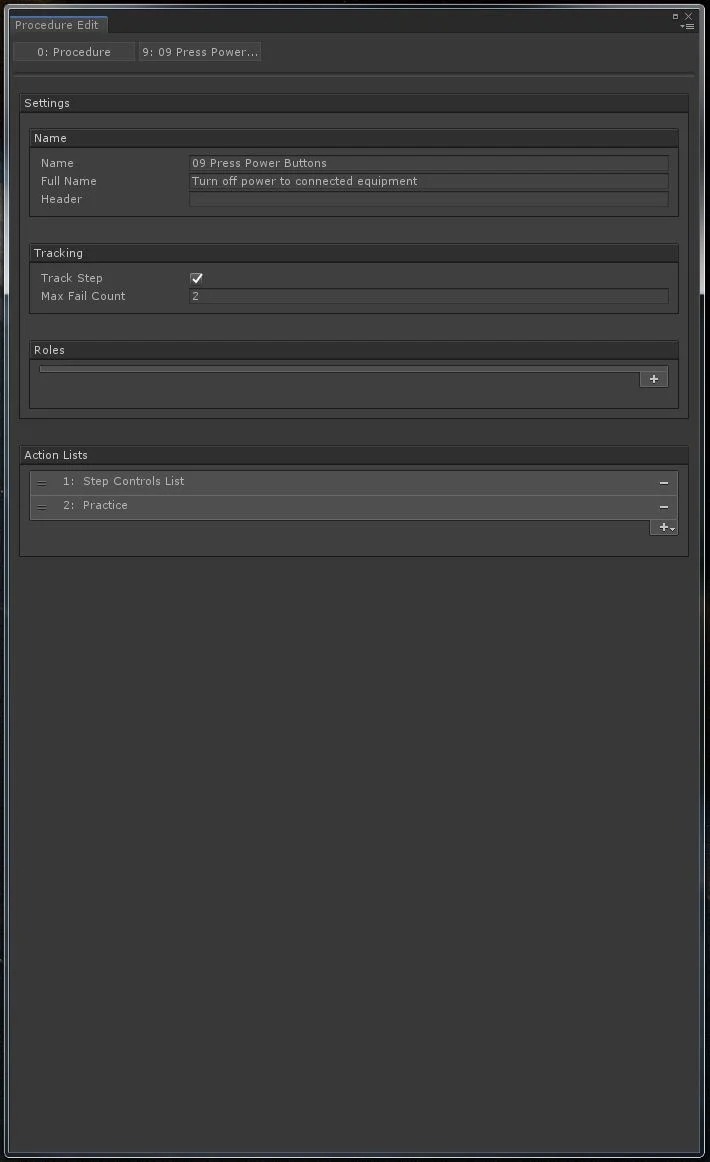 Procedure Edit
0: Procedure 9: 09 Press Power...
Settings
Name
Name 09 Press Power Buttons
Full Name Turn off power to connected equipment
Header
Tracking
Track Step
Max Fail Count 2
Roles
Action Lists
1: Step Controls List
2: Practice